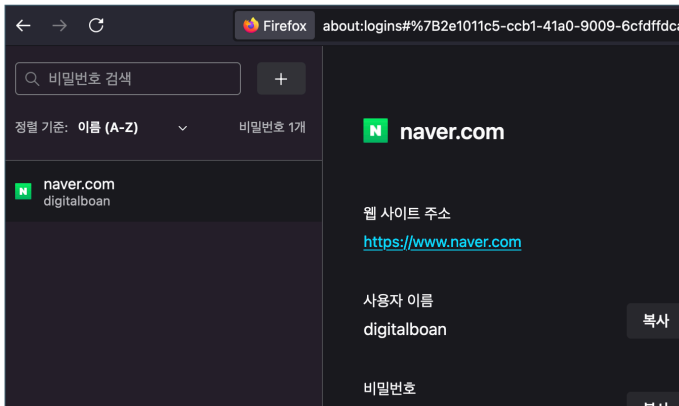 Firefox
about:logins#%7B2e1011c5-ccb1-41a0-9009-6cfdffdca
비밀번호 검색
+
정렬 기준: 이름 (A-Z)
비밀번호 1개
N naver.com
digitalboan
N naver.com
웹 사이트 주소
https://www.naver.com
사용자 이름
digitalboan
복사
비밀번호